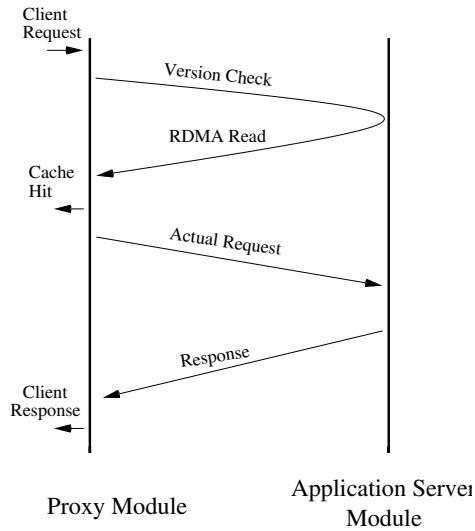 Client
Request
Version Check
RDMA Read
Cache
Hit
Actual Request
Response
Client
Response
Proxy Module
Application Server
Module